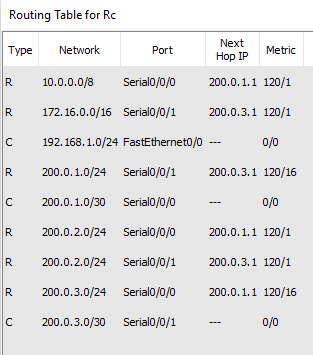 Routing Table for Rc
Type Network Port Next Hop IP Metric
R 10.0.0.0/8 Serial0/0/0 200.0.1.1 120/1
R 172.16.0.0/16 Serial0/0/1 200.0.3.1 120/1
C 192.168.1.0/24 FastEthernet0/0 --- 0/0
R 200.0.1.0/24 Serial0/0/1 200.0.3.1 120/16
C 200.0.1.0/30 Serial0/0/0 --- 0/0
R 200.0.2.0/24 Serial0/0/0 200.0.1.1 120/1
R 200.0.2.0/24 Serial0/0/1 200.0.3.1 120/1
R 200.0.3.0/24 Serial0/0/0 200.0.1.1 120/16
C 200.0.3.0/30 Serial0/0/1 --- 0/0